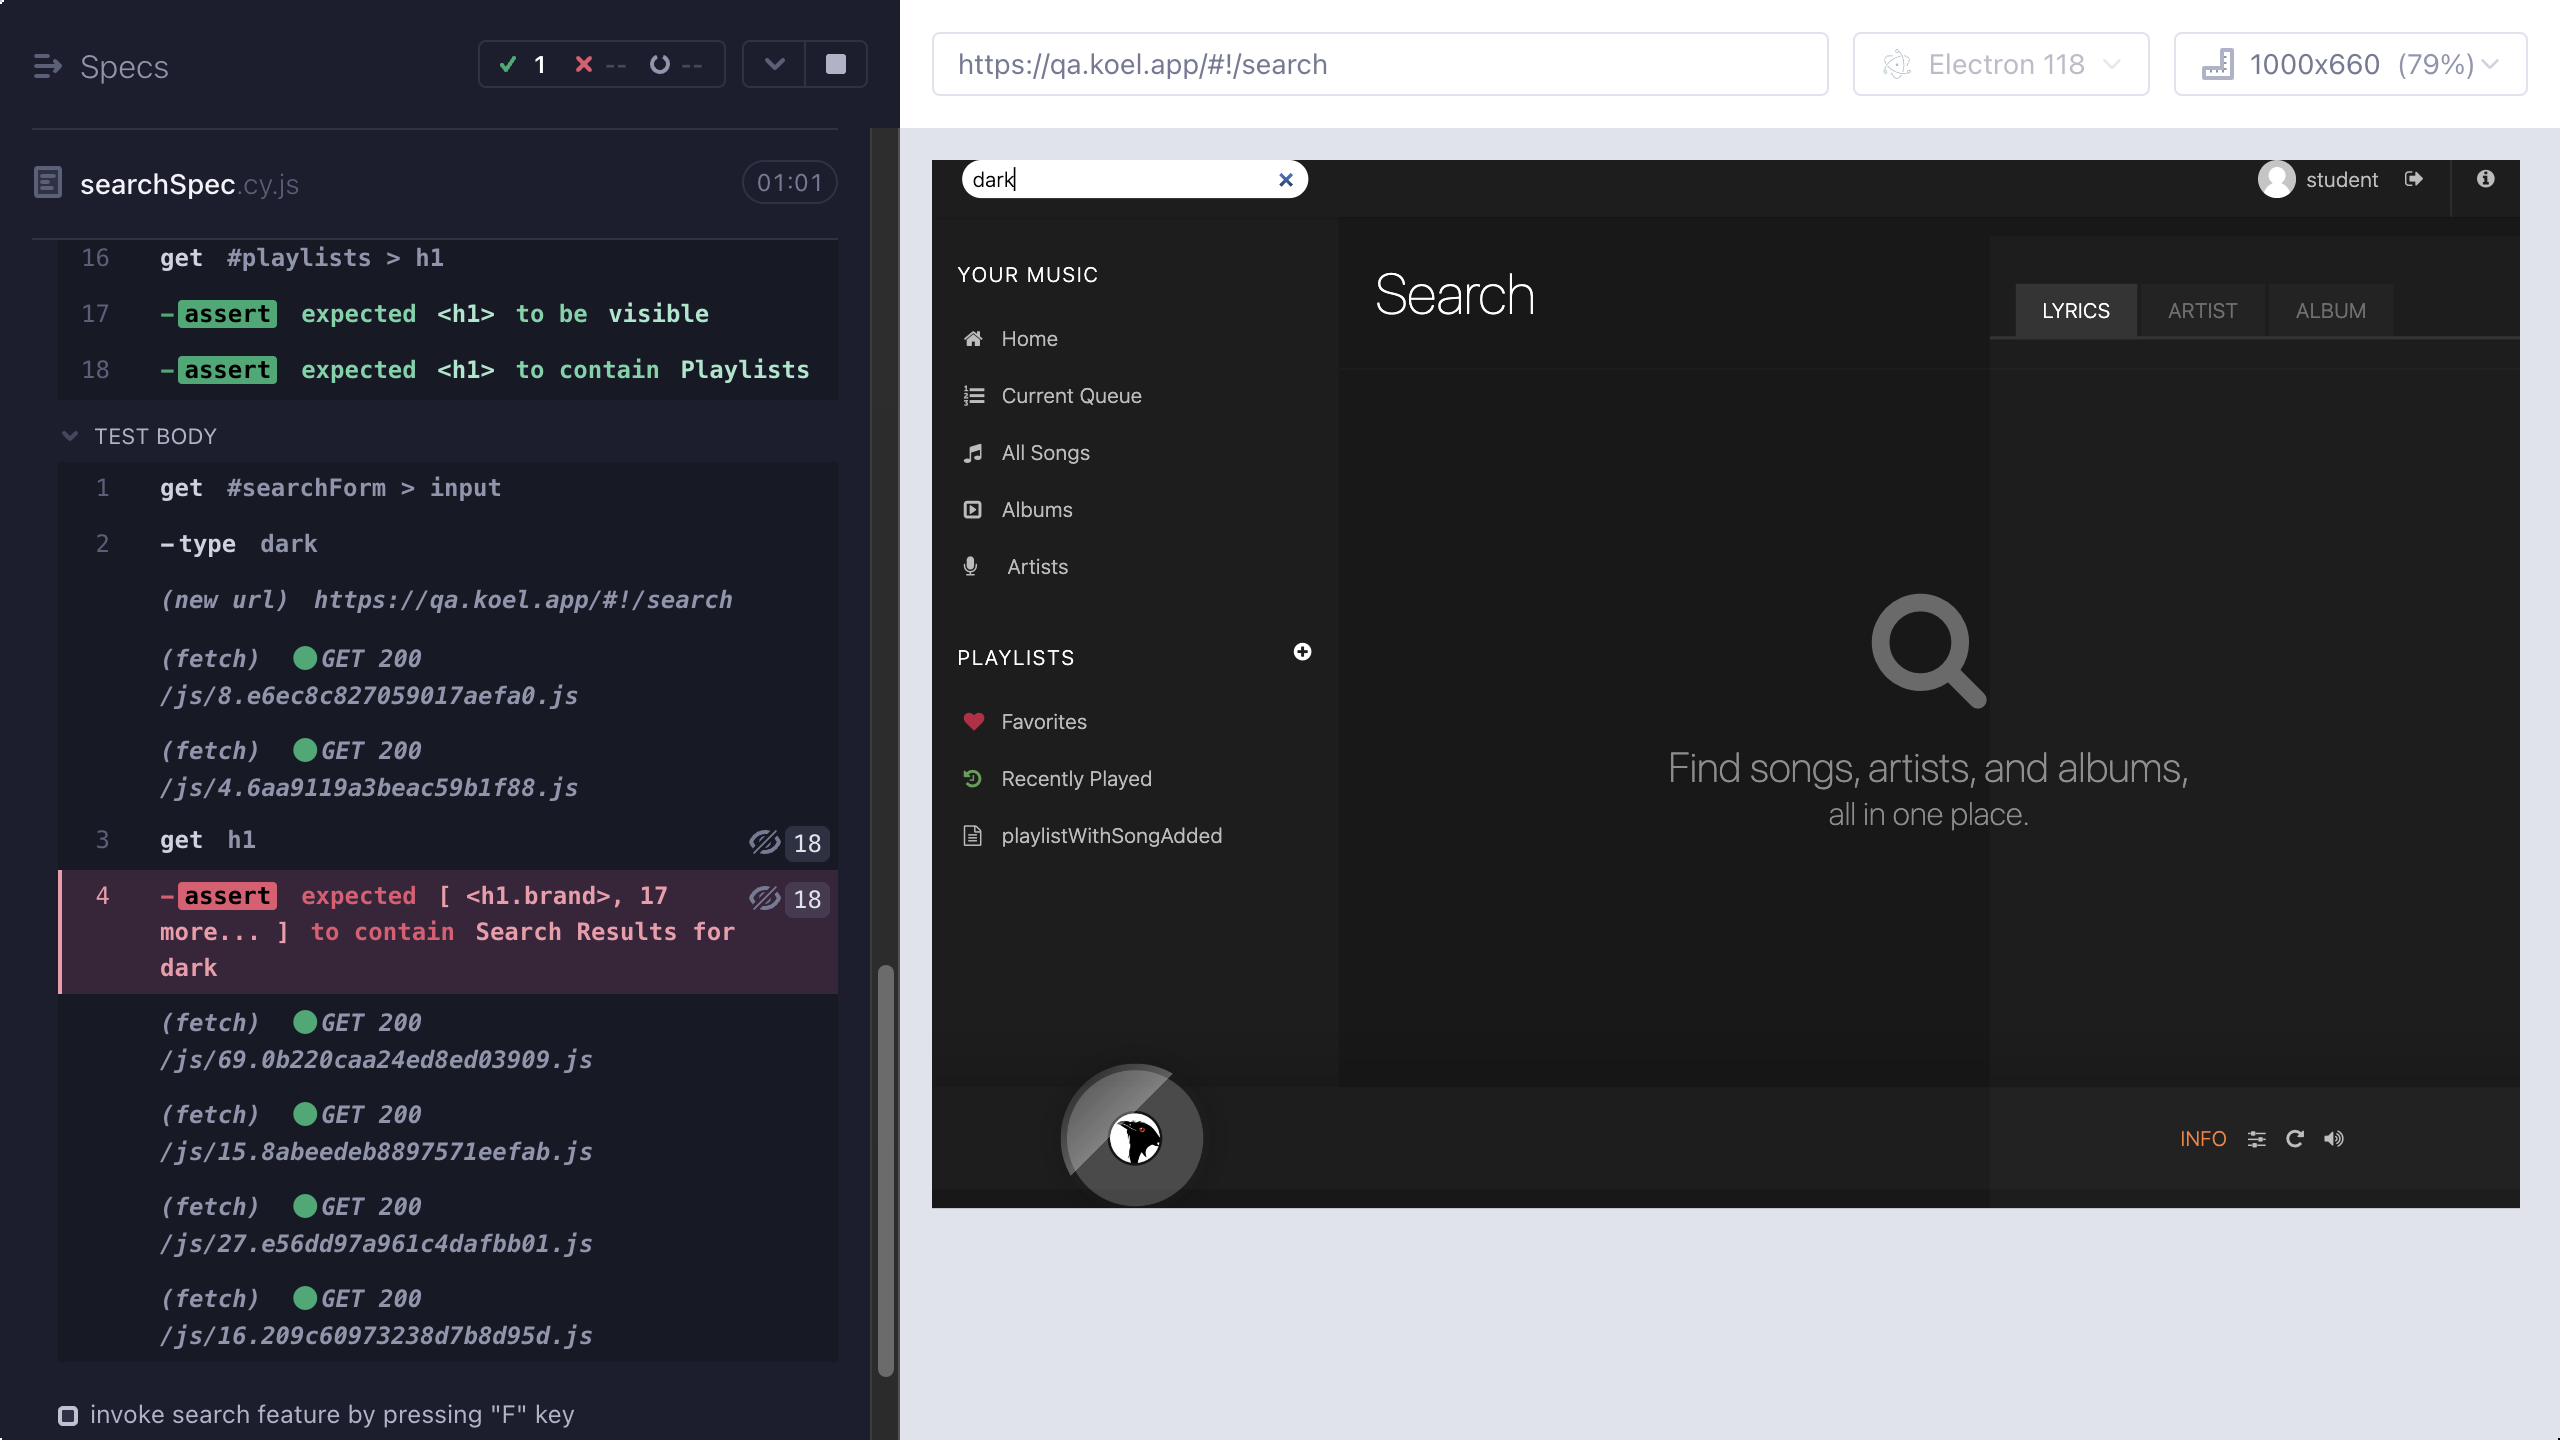 Specs
1
--
--
searchSpec.cy.js
01:01
16 get #playlists > h1
17 -assert expected <h1> to be visible
18 -assert expected <h1> to contain Playlists
TEST BODY
1 get #searchForm > input
2 -type dark
(new url) https://qa.koel.app/#!/search
(fetch) GET 200
/js/8.e6ec8c827059017aefa0.js
(fetch) GET 200
/js/4.6aa9119a3beac59b1f88.js
3 get h1 18
4 -assert expected [ <h1.brand>, 17 18
more... ] to contain Search Results for
dark
(fetch) GET 200
/js/69.0b220caa24ed8ed03909.js
(fetch) GET 200
/js/15.8abeedeb8897571eefab.js
(fetch) GET 200
/js/27.e56dd97a961c4dafbb01.js
(fetch) GET 200
/js/16.209c60973238d7b8d95d.js
invoke search feature by pressing "F" key
https://qa.koel.app/#!/search
Electron 118
1000x660 (79%)
dark
student
YOUR MUSIC
Home
Current Queue
All Songs
Albums
Artists
PLAYLISTS
Favorites
Recently Played
playlistWithSongAdded
Search
LYRICS
ARTIST
ALBUM
Find songs, artists, and albums,
all in one place.
INFO